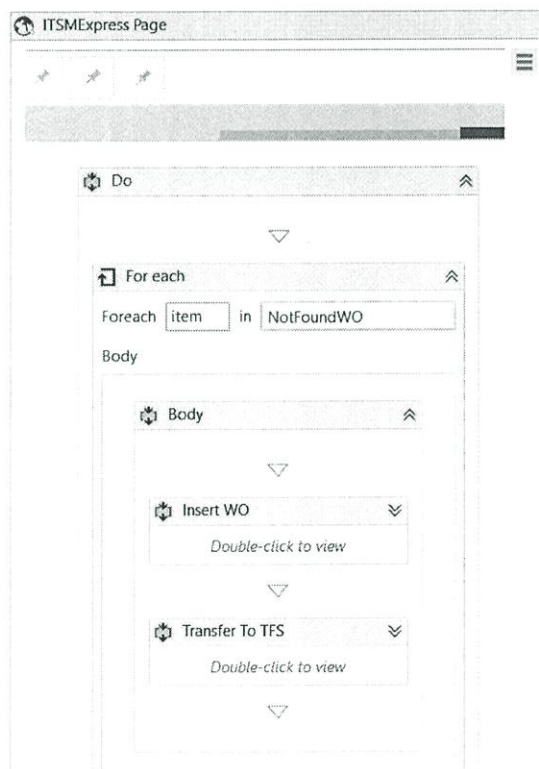 ITSMExpress Page
Do
For each
Foreach item in NotFoundWO
Body
Body
Insert WO
Double-click to view
Transfer To TFS
Double-click to view